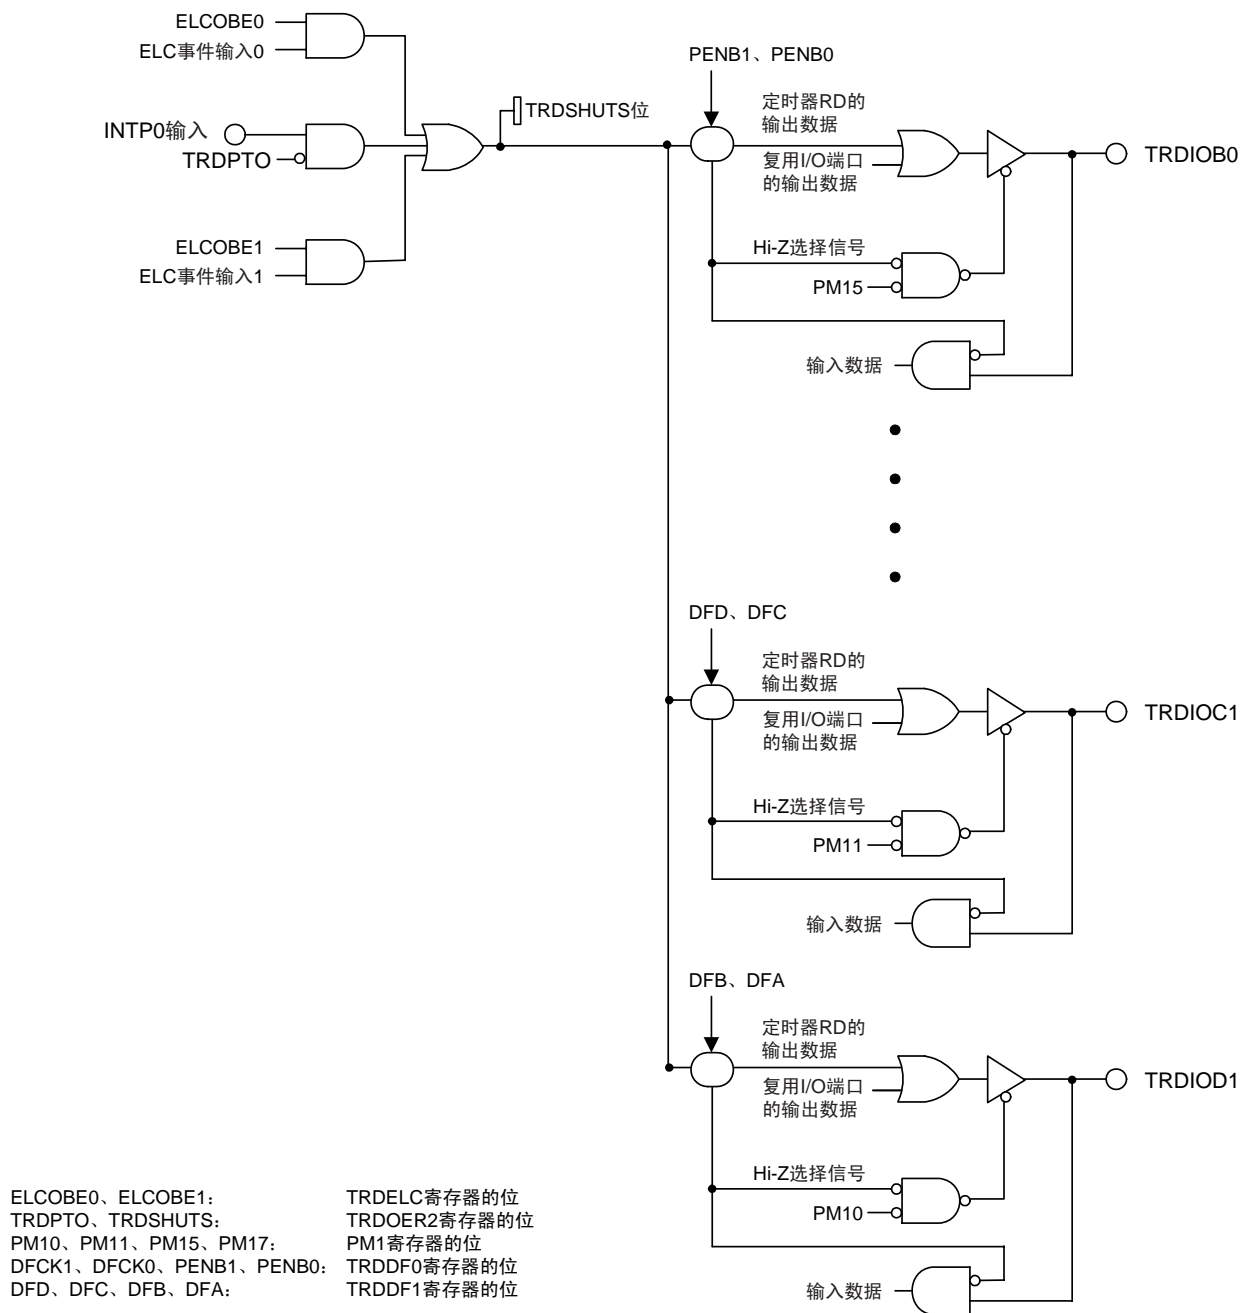 ELCOBE0
ELC事件输入0
INTP0输入
TRDPTO
ELCOBE1
ELC事件输入1
TRDSHUTS位
PENB1、PENB0
定时器RD的
输出数据
复用I/O端口
的输出数据
TRDIOB0
Hi-Z选择信号
PM15
输入数据
DFD、DFC
定时器RD的
输出数据
复用I/O端口
的输出数据
TRDIOC1
Hi-Z选择信号
PM11
输入数据
DFB、DFA
定时器RD的
输出数据
复用I/O端口
的输出数据
TRDIOD1
Hi-Z选择信号
PM10
输入数据
ELCOBE0、ELCOBE1： TRDELC寄存器的位
TRDPTO、TRDSHUTS： TRDOER2寄存器的位
PM10、PM11、PM15、PM17： PM1寄存器的位
DFCK1、DFCK0、PENB1、PENB0： TRDDF0寄存器的位
DFD、DFC、DFB、DFA： TRDDF1寄存器的位